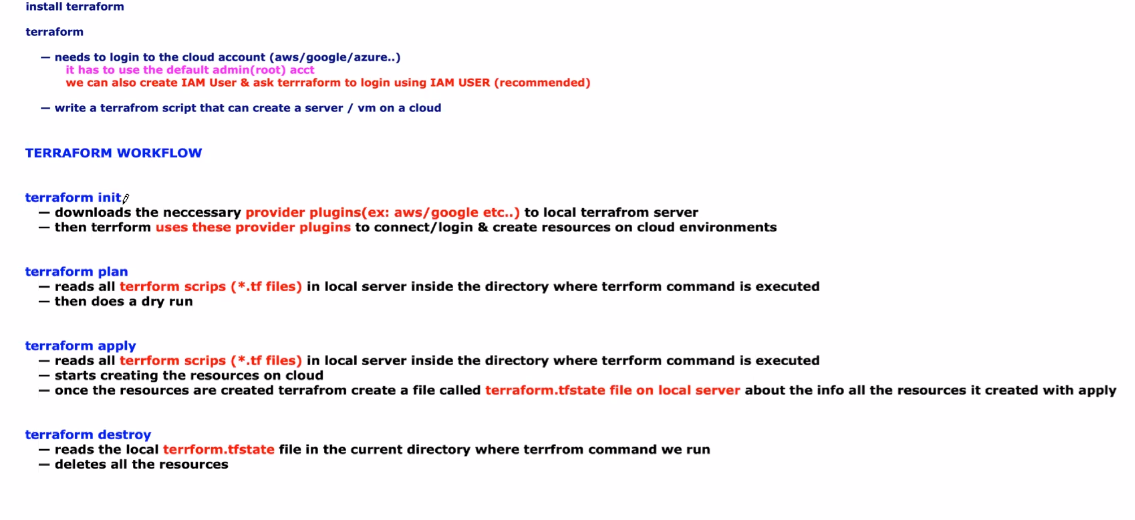 install terraform
terraform
— needs to login to the cloud account (aws/google/azure..)
it has to use the default admin(root) acct
we can also create IAM User & ask terrraform to login using IAM USER (recommended)
— write a terrafrom script that can create a server / vm on a cloud
TERRAFORM WORKFLOW
terraform init
— downloads the neccessary provider plugins(ex: aws/google etc..) to local terrafrom server
— then terrform uses these provider plugins to connect/login & create resources on cloud environments
terraform plan
— reads all terrform scrips (*.tf files) in local server inside the directory where terrform command is executed
— then does a dry run
terraform apply
— reads all terrform scrips (*.tf files) in local server inside the directory where terrform command is executed
— starts creating the resources on cloud
— once the resources are created terrafrom create a file called terraform.tfstate file on local server about the info all the resources it created with apply
terraform destroy
— reads the local terrform.tfstate file in the current directory where terrfrom command we run
— deletes all the resources